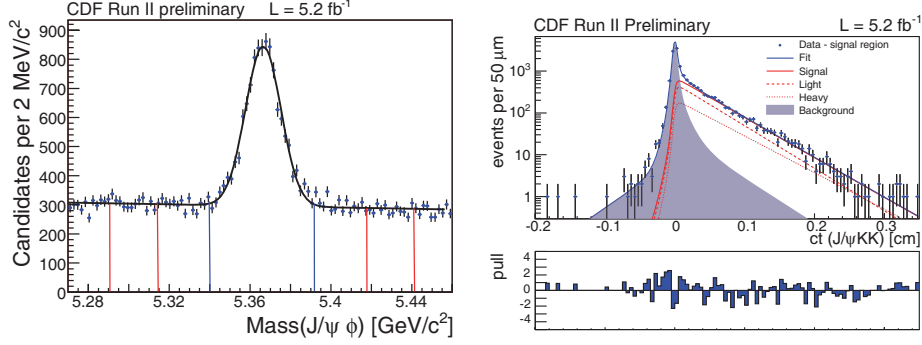 CDF Run II preliminary L = 5.2 fb⁻¹
Candidates per 2 MeV/c²
900
800
700
600
500
400
300
200
100
0
5.28 5.32 5.36 5.4 5.44
Mass(J/ψ φ) [GeV/c²]
CDF Run II Preliminary L = 5.2 fb⁻¹
events per 50 μm
10³
10²
10
1
Data - signal region
Fit
Signal
Light
Heavy
Background
-0.2 -0.1 0 0.1 0.2 0.3
ct (J/ψKK) [cm]
pull
4
2
0
-2
-4